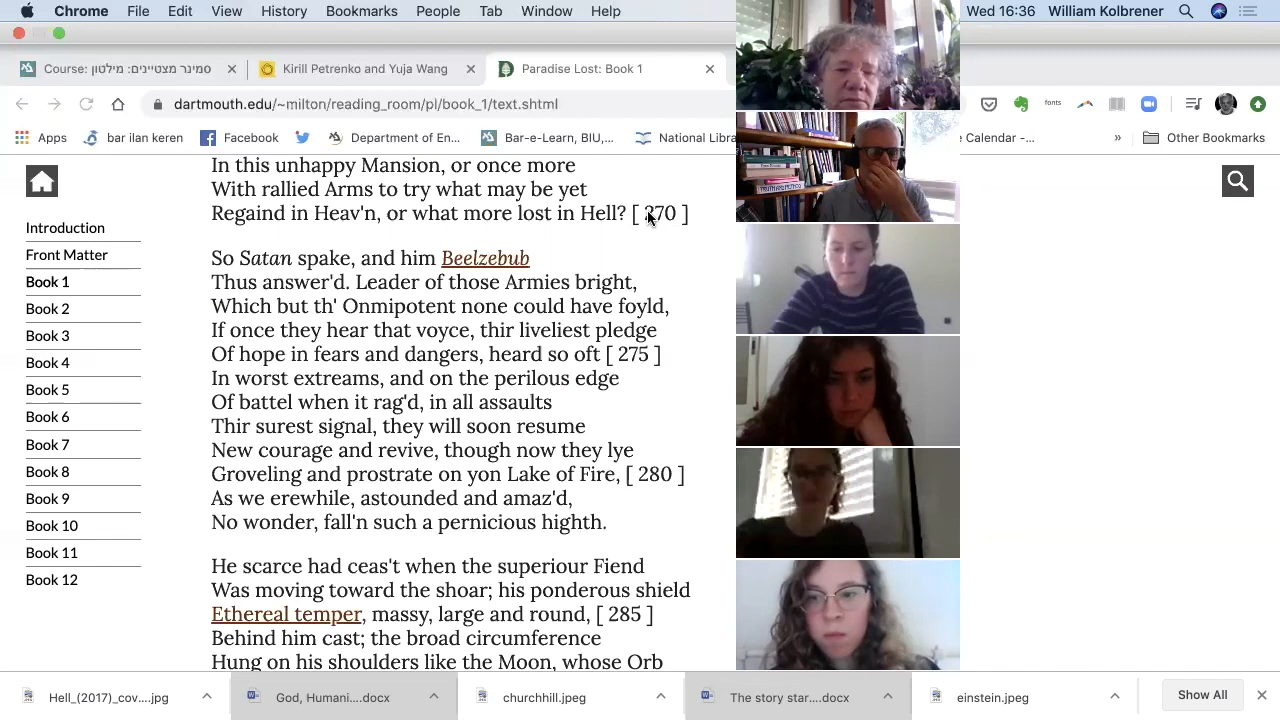 Chrome File Edit View History Bookmarks People Tab Window Help Wed 16:36 William Kolbrener
Course: סמינר מצטיינים: מילטון Kirill Petrenko and Yuja Wang Paradise Lost: Book 1
dartmouth.edu/~milton/reading_room/pl/book_1/text.shtml fonts
Apps bar ilan keren Facebook Department of En... Bar-e-Learn, BIU,... National Libra e Calendar -... » Other Bookmarks
Introduction
Front Matter
Book 1
Book 2
Book 3
Book 4
Book 5
Book 6
Book 7
Book 8
Book 9
Book 10
Book 11
Book 12
In this unhappy Mansion, or once more
With rallied Arms to try what may be yet
Regaind in Heav'n, or what more lost in Hell? [ 270 ]
So Satan spake, and him Beelzebub
Thus answer'd. Leader of those Armies bright,
Which but th' Onmipotent none could have foyld,
If once they hear that voyce, thir liveliest pledge
Of hope in fears and dangers, heard so oft [ 275 ]
In worst extreams, and on the perilous edge
Of battel when it rag'd, in all assaults
Thir surest signal, they will soon resume
New courage and revive, though now they lye
Groveling and prostrate on yon Lake of Fire, [ 280 ]
As we erewhile, astounded and amaz'd,
No wonder, fall'n such a pernicious highth.
He scarce had ceas't when the superiour Fiend
Was moving toward the shoar; his ponderous shield
Ethereal temper, massy, large and round, [ 285 ]
Behind him cast; the broad circumference
Hung on his shoulders like the Moon, whose Orb
Hell_(2017)_cov....jpg God, Humani....docx churchhill.jpeg The story star....docx einstein.jpeg Show All